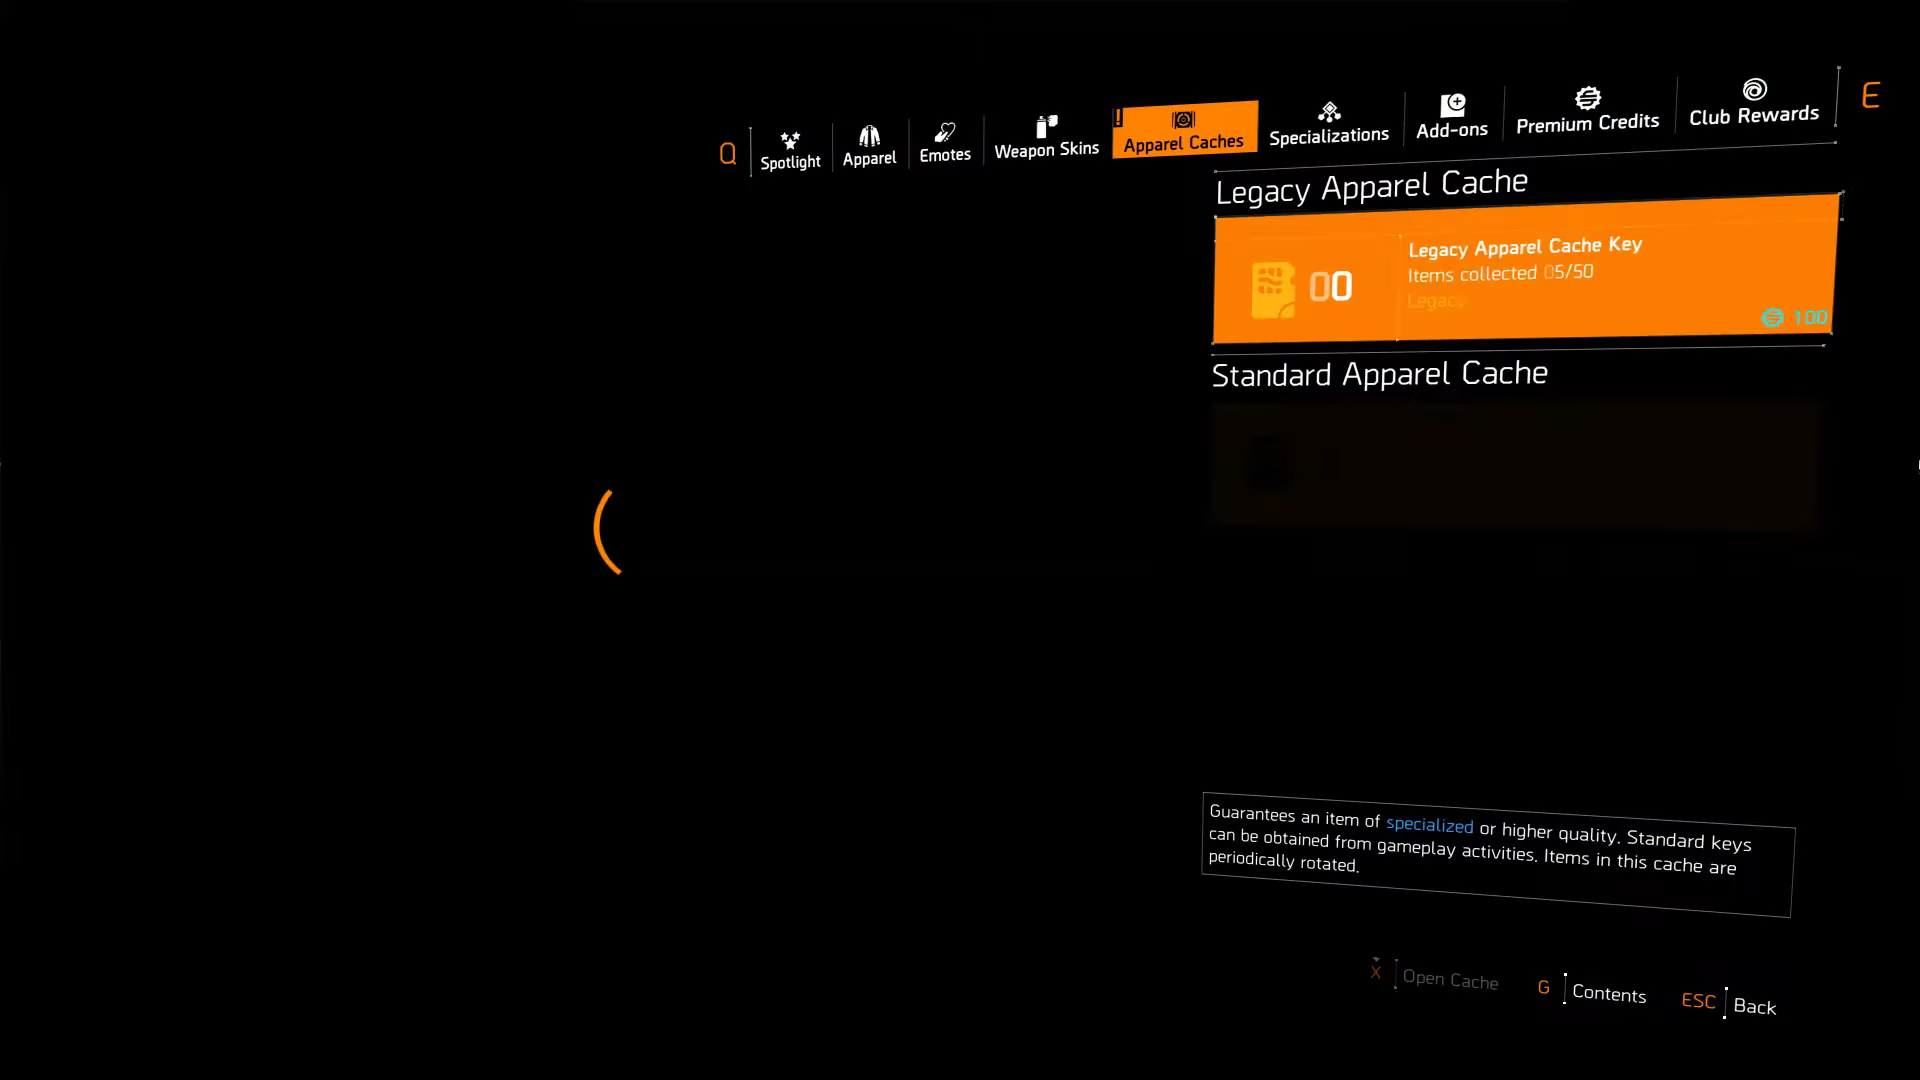 Q
Spotlight
Apparel
Emotes
Weapon Skins
!
Apparel Caches
Specializations
Add-ons
Premium Credits
Club Rewards
E
Legacy Apparel Cache
00
Legacy Apparel Cache Key
Items collected 05/50
Legacy
100
Standard Apparel Cache
Guarantees an item of specialized or higher quality. Standard keys
can be obtained from gameplay activities. Items in this cache are
periodically rotated.
X Open Cache
G Contents
ESC Back